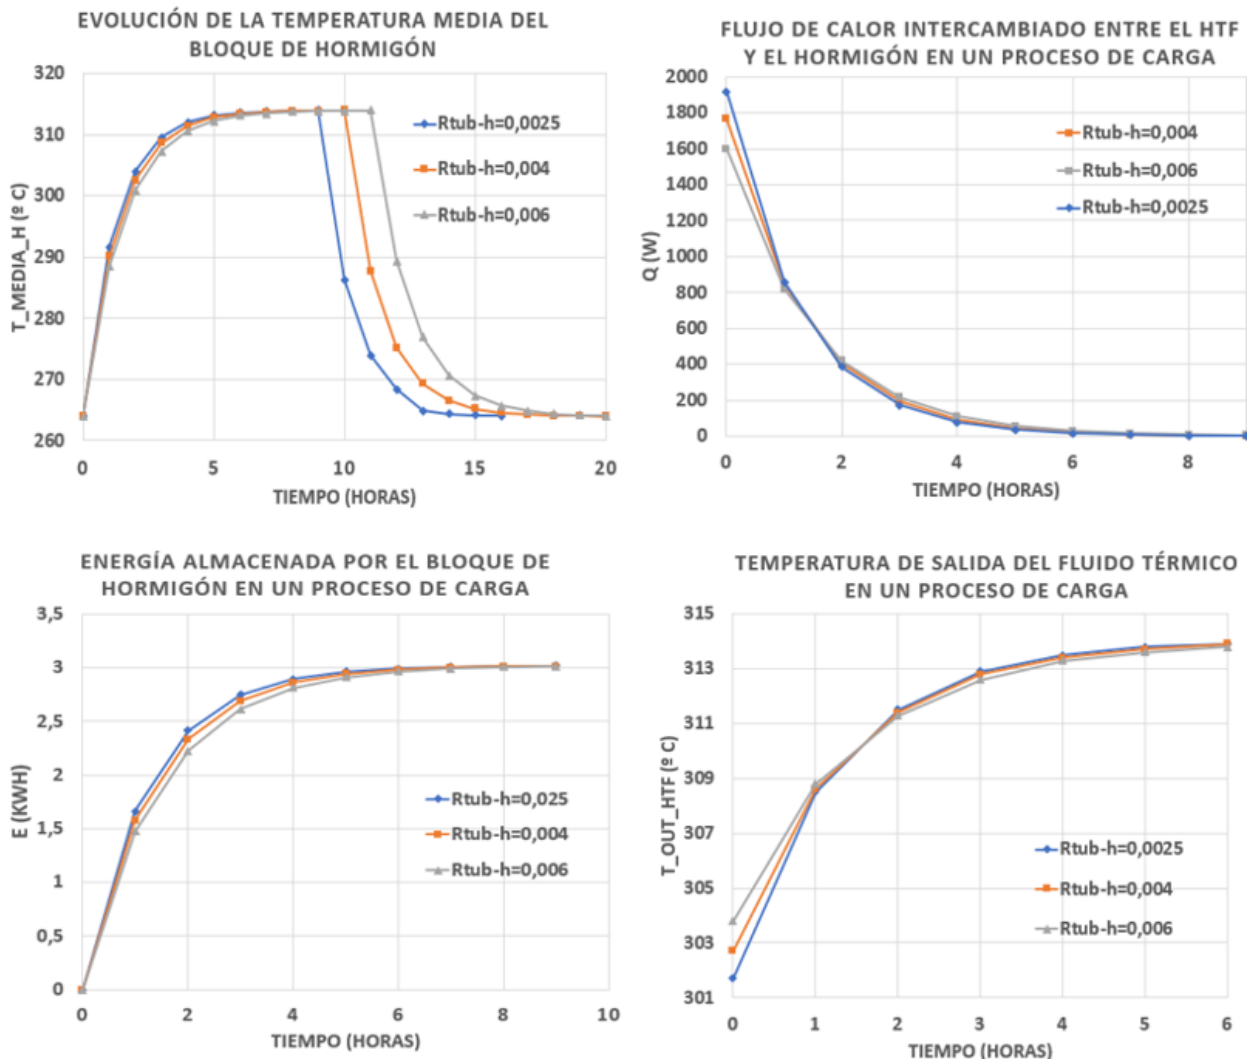 EVOLUCIÓN DE LA TEMPERATURA MEDIA DEL
BLOQUE DE HORMIGÓN
320
310
300
290
280
270
260
0
5
10
15
20
T_MEDIA_H (º C)
TIEMPO (HORAS)
Rtub-h=0,0025
Rtub-h=0,004
Rtub-h=0,006
FLUJO DE CALOR INTERCAMBIADO ENTRE EL HTF
Y EL HORMIGÓN EN UN PROCESO DE CARGA
2000
1800
1600
1400
1200
1000
800
600
400
200
0
0
2
4
6
8
Q (W)
TIEMPO (HORAS)
Rtub-h=0,004
Rtub-h=0,006
Rtub-h=0,0025
ENERGÍA ALMACENADA POR EL BLOQUE DE
HORMIGÓN EN UN PROCESO DE CARGA
3,5
3
2,5
2
1,5
1
0,5
0
0
2
4
6
8
10
E (KWH)
TIEMPO (HORAS)
Rtub-h=0,025
Rtub-h=0,004
Rtub-h=0,006
TEMPERATURA DE SALIDA DEL FLUIDO TÉRMICO
EN UN PROCESO DE CARGA
315
313
311
309
307
305
303
301
0
1
2
3
4
5
6
T_OUT_HTF (º C)
TIEMPO (HORAS)
Rtub-h=0,0025
Rtub-h=0,004
Rtub-h=0,006